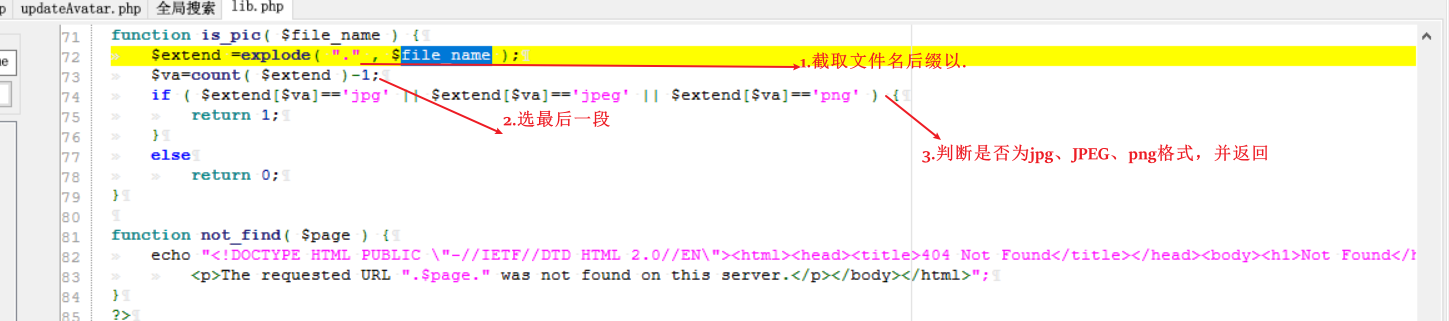 p updateAvatar.php 全局搜索 lib.php
71 function is_pic( $file_name ) {
72 $extend =explode( "." , $file_name );
1.截取文件名后缀以.
73 $va=count( $extend )-1;
74 if ( $extend[$va]=='jpg' || $extend[$va]=='jpeg' || $extend[$va]=='png' ) {
75 return 1;
2.选最后一段
76 }
77 else
3.判断是否为jpg、JPEG、png格式，并返回
78 return 0;
79 }
80
81 function not_find( $page ) {
82 echo "<!DOCTYPE HTML PUBLIC \"-//IETF//DTD HTML 2.0//EN\"><html><head><title>404 Not Found</title></head><body><h1>Not Found</h
83 <p>The requested URL ".$page." was not found on this server.</p></body></html>";
84 }
85 ?>